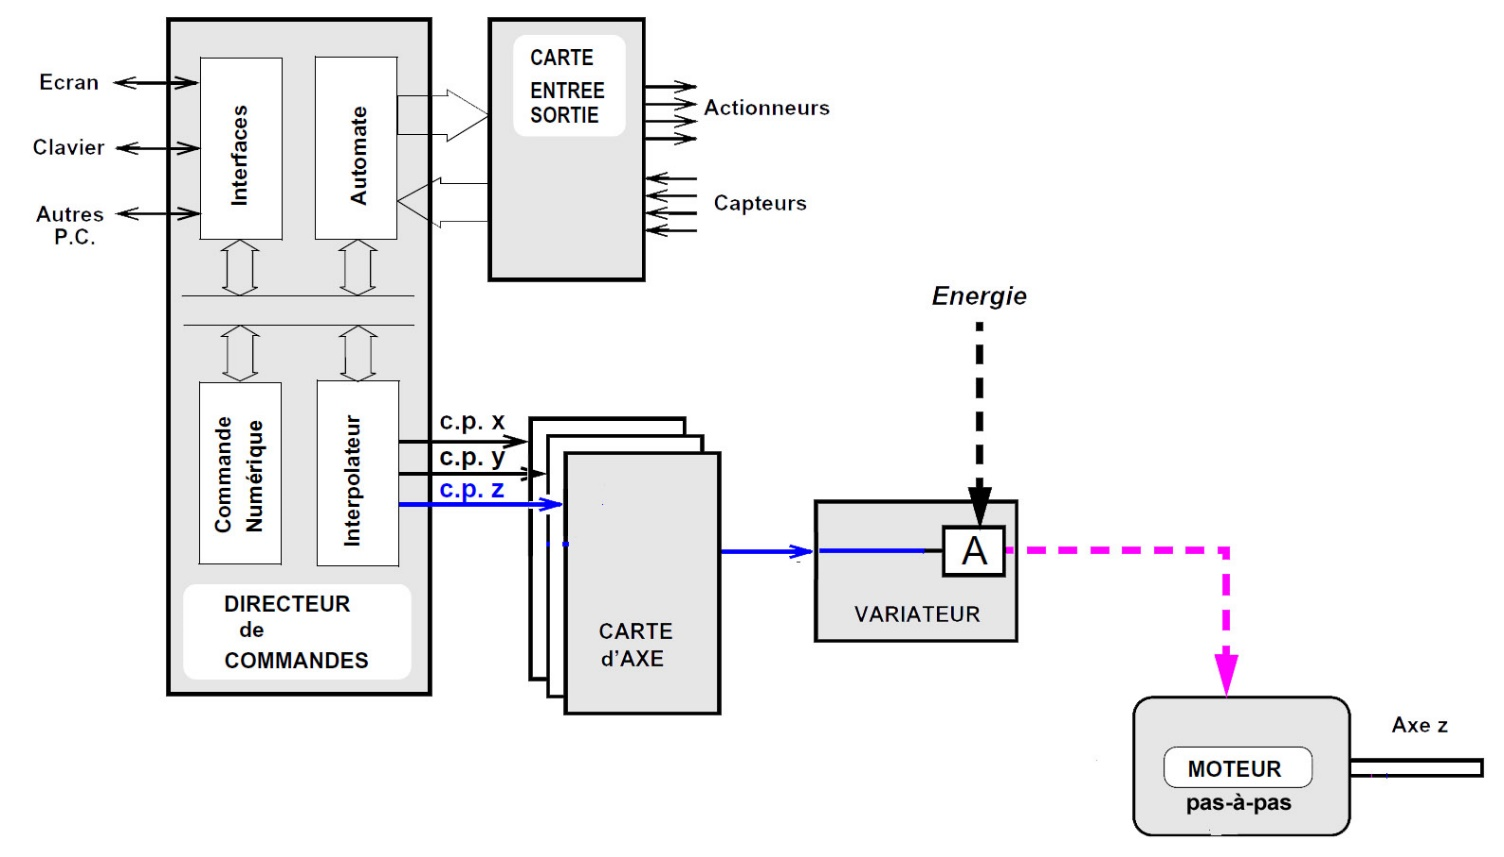 Ecran
Clavier
Autres
P.C.
Interfaces
Automate
CARTE
ENTREE
SORTIE
Actionneurs
Capteurs
Energie
Commande
Numérique
Interpolateur
c.p. x
c.p. y
c.p. z
DIRECTEUR
de
COMMANDES
CARTE
d'AXE
A
VARIATEUR
MOTEUR
pas-à-pas
Axe z